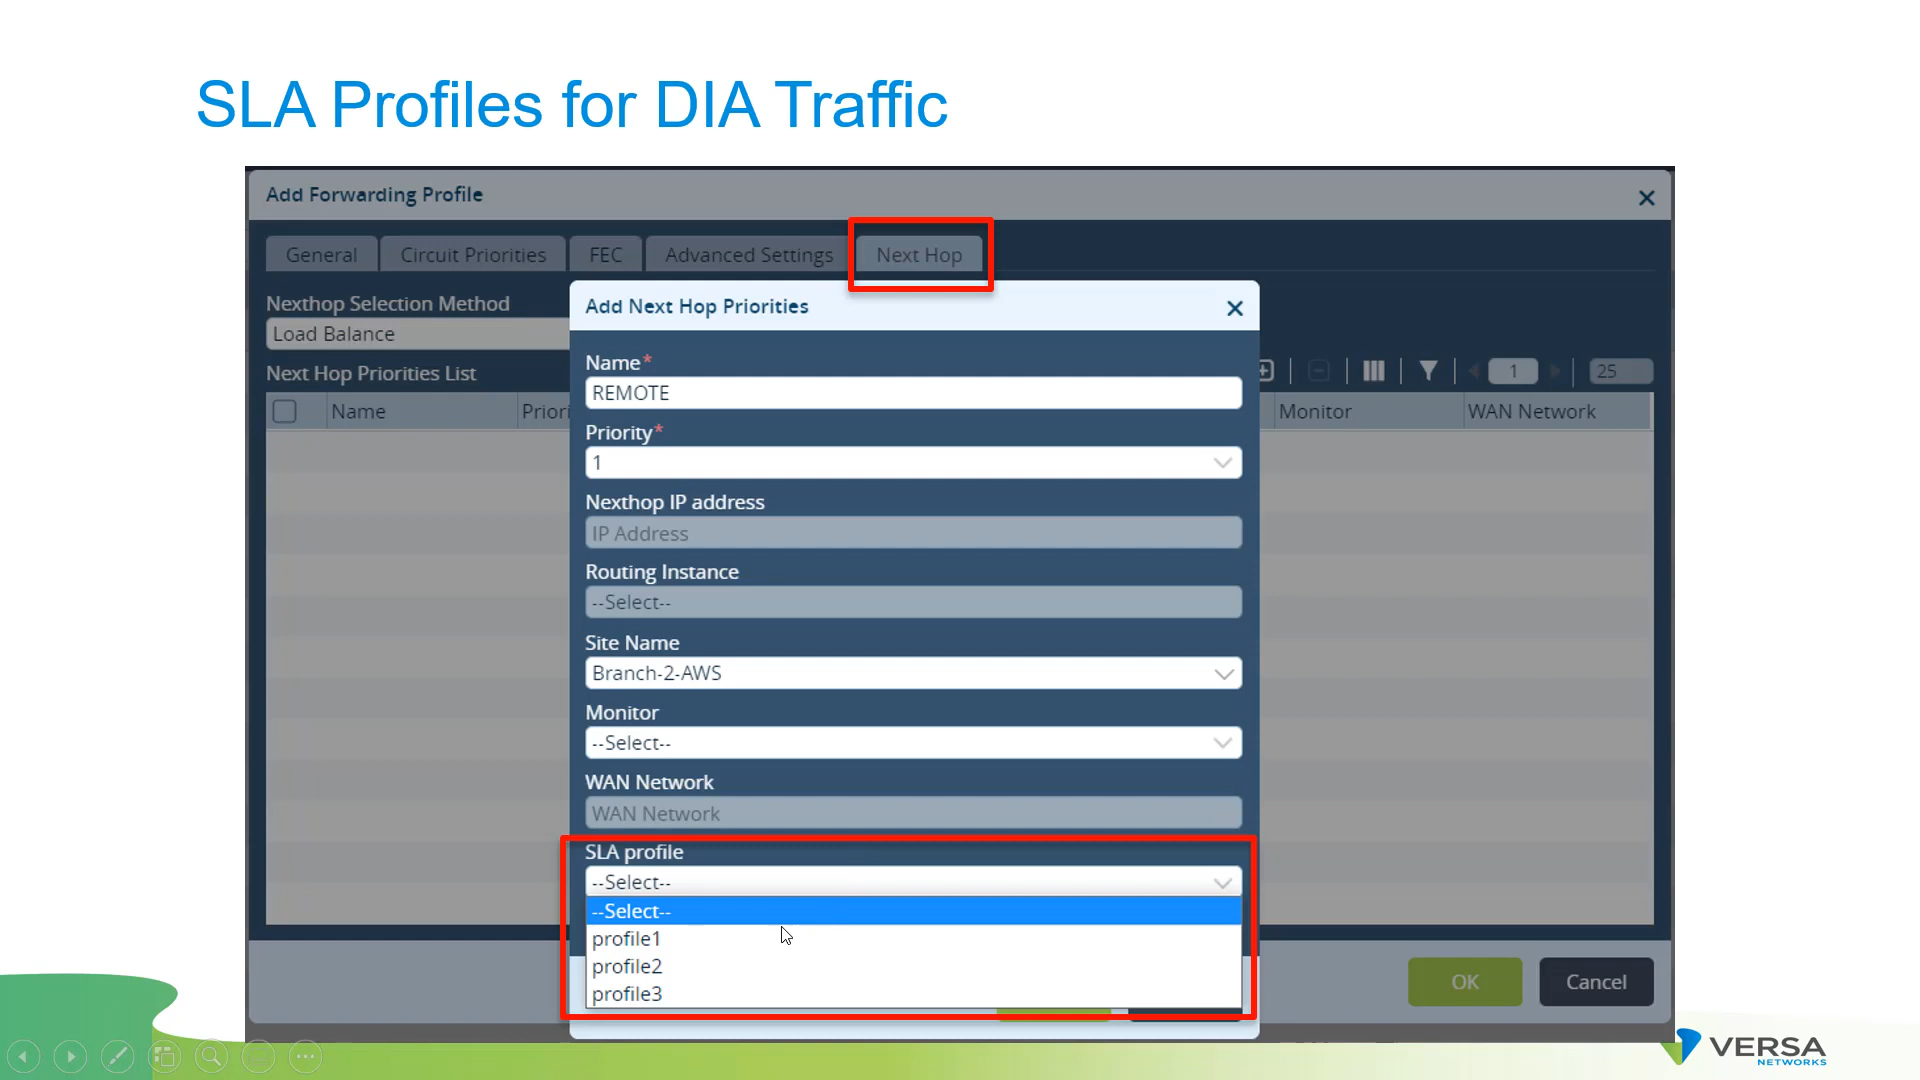 SLA Profiles for DIA Traffic
Add Forwarding Profile
General
Circuit Priorities
FEC
Advanced Settings
Next Hop
Nexthop Selection Method
Load Balance
Next Hop Priorities List
1
25
Name
Priori
Monitor
WAN Network
Add Next Hop Priorities
Name*
REMOTE
Priority*
1
Nexthop IP address
IP Address
Routing Instance
--Select--
Site Name
Branch-2-AWS
Monitor
--Select--
WAN Network
WAN Network
SLA profile
--Select--
--Select--
profile1
profile2
profile3
OK
Cancel
VERSA
NETWORKS